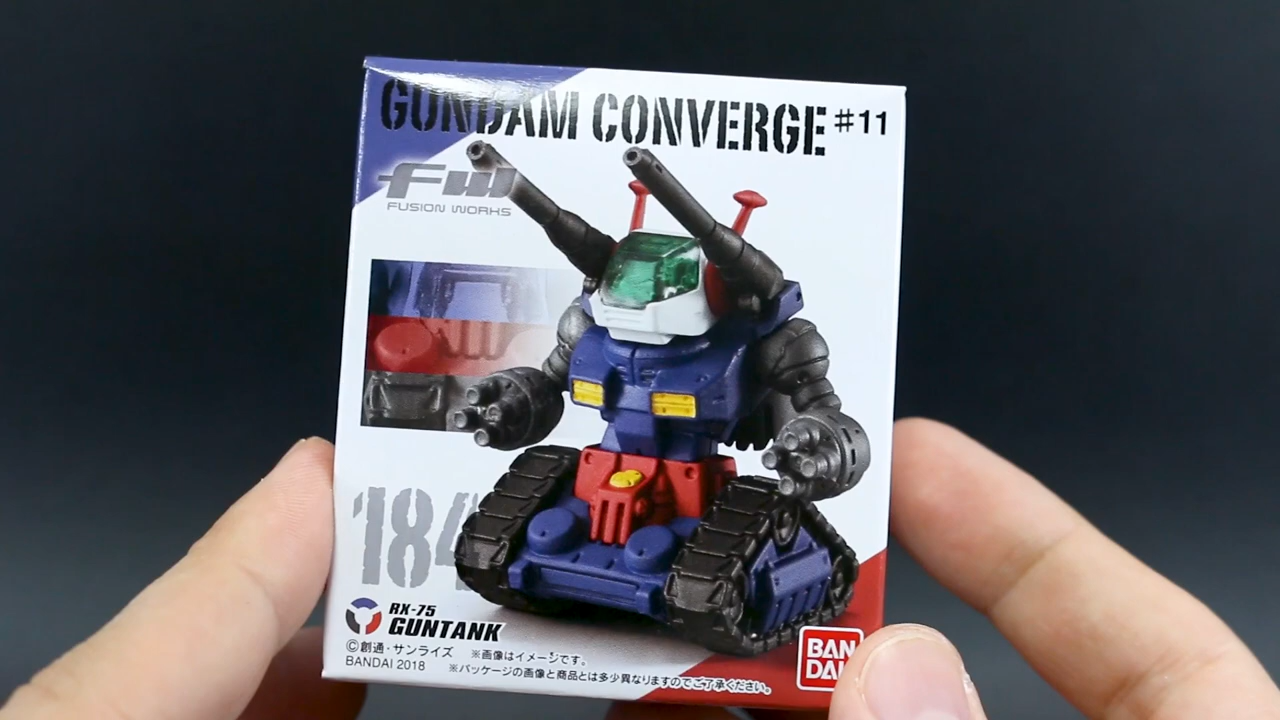 GUNDAM CONVERGE #11
FW
FUSION WORKS
184
RX-75
GUNTANK
©創通・サンライズ ※画像はイメージです。
BANDAI 2018 ※パッケージの画像と商品とは多少異なりますのでご了承ください。
BAN
DAI